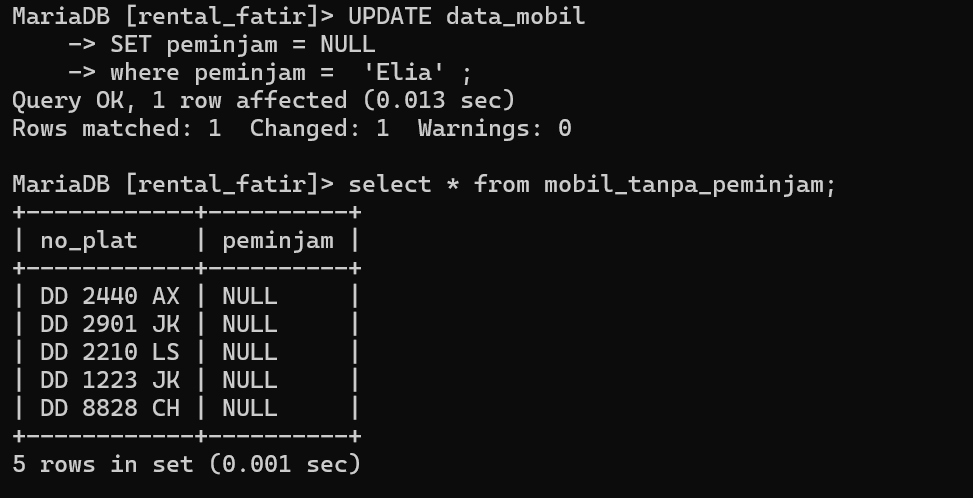 MariaDB [rental_fatir]> UPDATE data_mobil
    -> SET peminjam = NULL
    -> where peminjam =  'Elia' ;
Query OK, 1 row affected (0.013 sec)
Rows matched: 1  Changed: 1  Warnings: 0

MariaDB [rental_fatir]> select * from mobil_tanpa_peminjam;
+------------+----------+
| no_plat    | peminjam |
+------------+----------+
| DD 2440 AX | NULL     |
| DD 2901 JK | NULL     |
| DD 2210 LS | NULL     |
| DD 1223 JK | NULL     |
| DD 8828 CH | NULL     |
+------------+----------+
5 rows in set (0.001 sec)